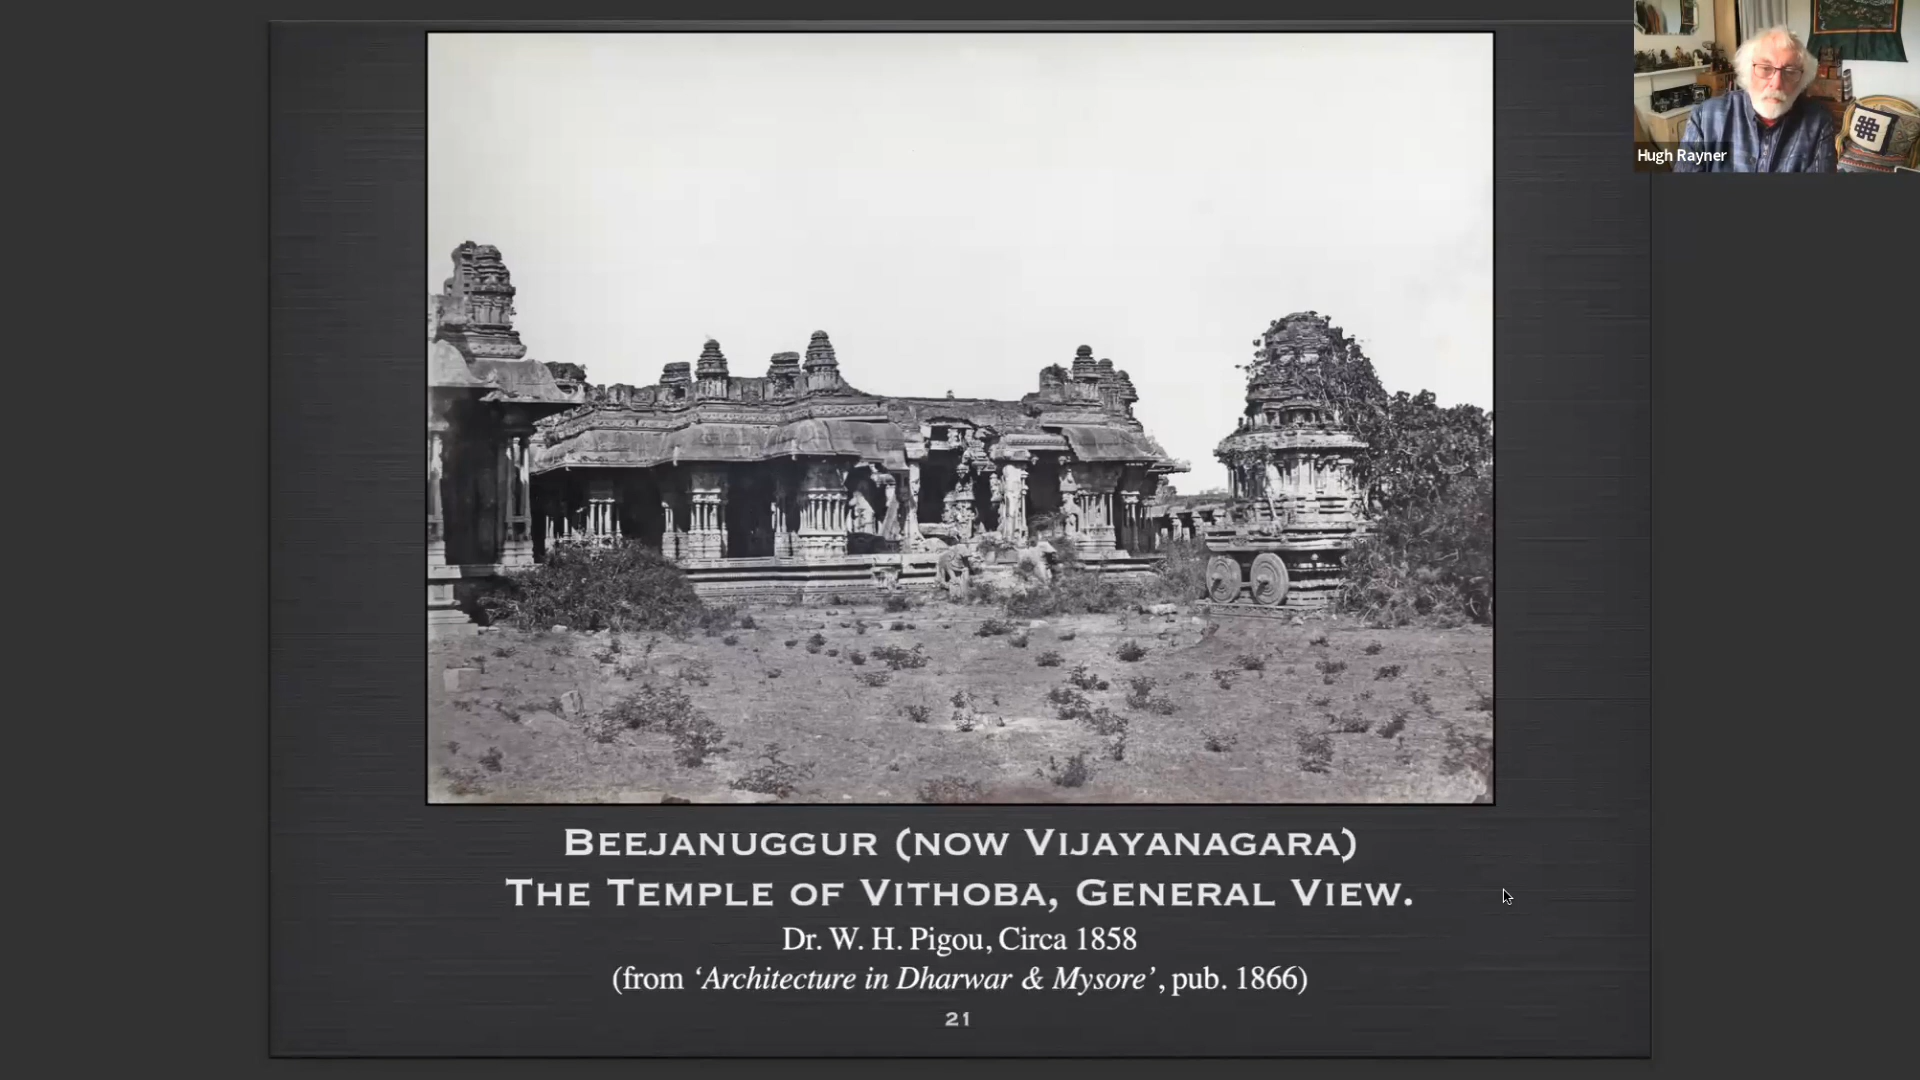 Hugh Rayner
BEEJANUGGUR (NOW VIJAYANAGARA)
THE TEMPLE OF VITHOBA, GENERAL VIEW.
Dr. W. H. Pigou, Circa 1858
(from ‘Architecture in Dharwar & Mysore’, pub. 1866)
21